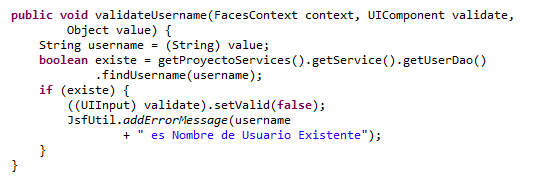 public void validateUsername(FacesContext context, UIComponent validate,
Object value) {
String username = (String) value;
boolean existe = getProyectoServices().getService().getUserDao()
.findUsername(username);
if (existe) {
((UIInput) validate).setValid(false);
JsfUtil.addErrorMessage(username
+ " es Nombre de Usuario Existente");
}
}